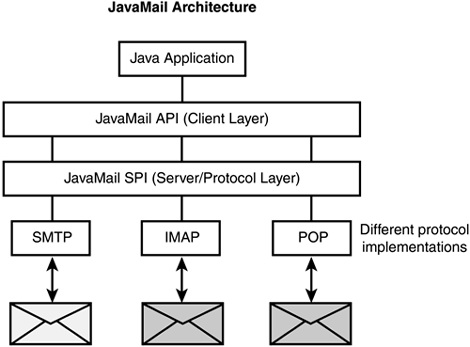 JavaMail Architecture
Java Application
JavaMail API (Client Layer)
JavaMail SPI (Server/Protocol Layer)
SMTP
IMAP
POP
Different protocol
implementations